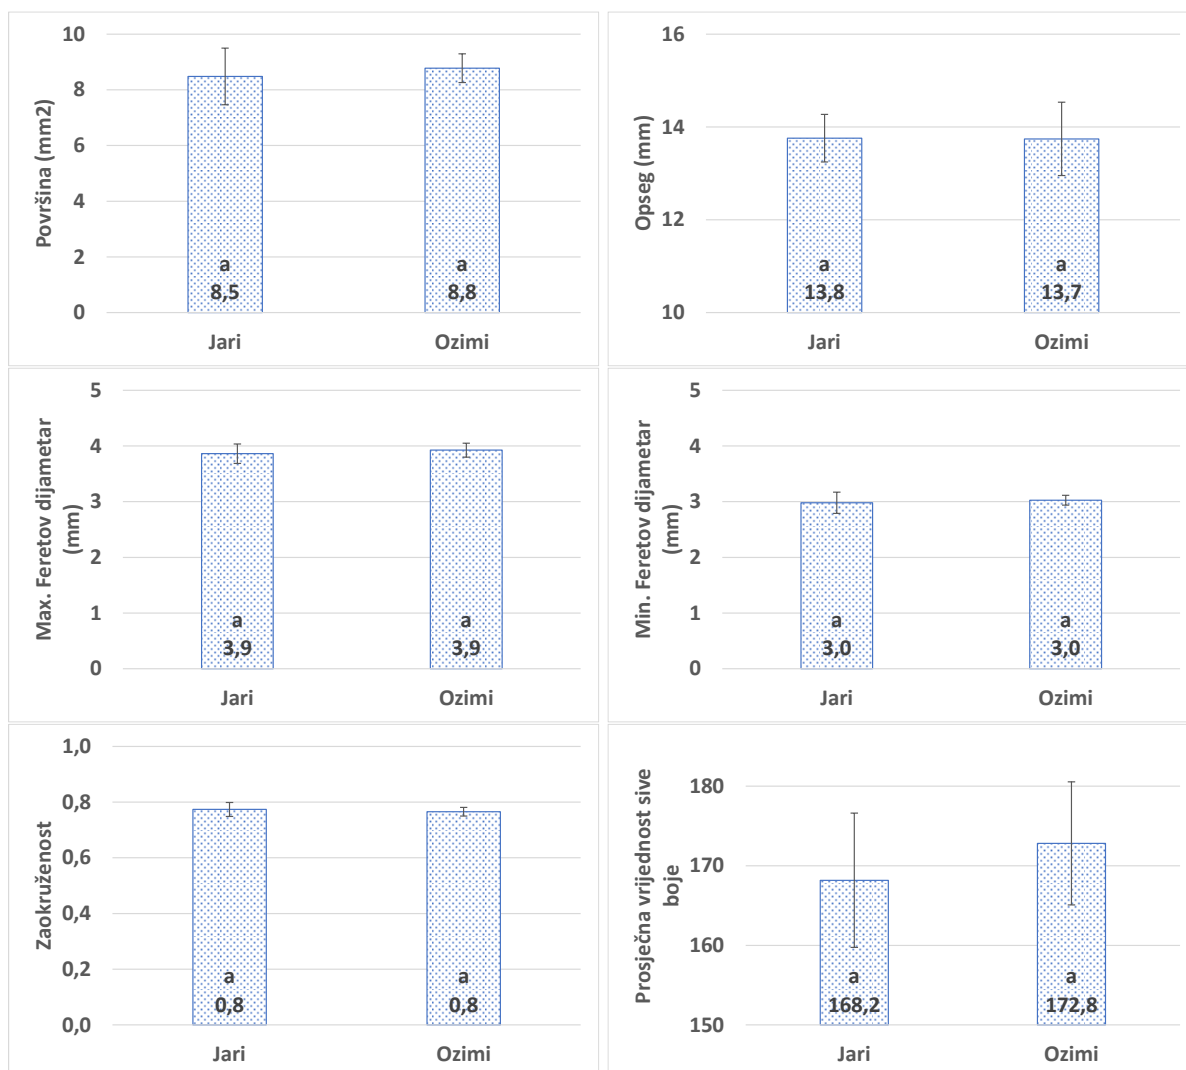 Površina (mm2)
10
8
6
4
2
0
a
8,5
a
8,8
Jari
Ozimi
Opseg (mm)
16
14
12
10
a
13,8
a
13,7
Jari
Ozimi
Max. Feretov dijametar
(mm)
5
4
3
2
1
0
a
3,9
a
3,9
Jari
Ozimi
Min. Feretov dijametar
(mm)
5
4
3
2
1
0
a
3,0
a
3,0
Jari
Ozimi
Zaokruženost
1,0
0,8
0,6
0,4
0,2
0,0
a
0,8
a
0,8
Jari
Ozimi
Prosječna vrijednost sive
boje
180
170
160
150
a
168,2
a
172,8
Jari
Ozimi